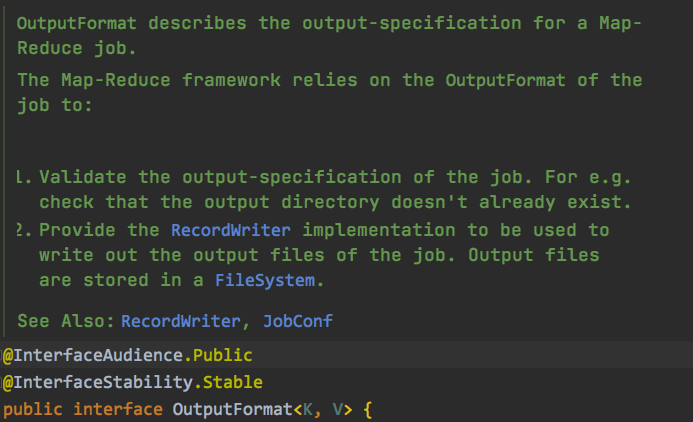 OutputFormat describes the output-specification for a Map-
Reduce job.
The Map-Reduce framework relies on the OutputFormat of the
job to:
1. Validate the output-specification of the job. For e.g.
check that the output directory doesn't already exist.
2. Provide the RecordWriter implementation to be used to
write out the output files of the job. Output files
are stored in a FileSystem.
See Also: RecordWriter, JobConf
@InterfaceAudience.Public
@InterfaceStability.Stable
public interface OutputFormat<K, V> {